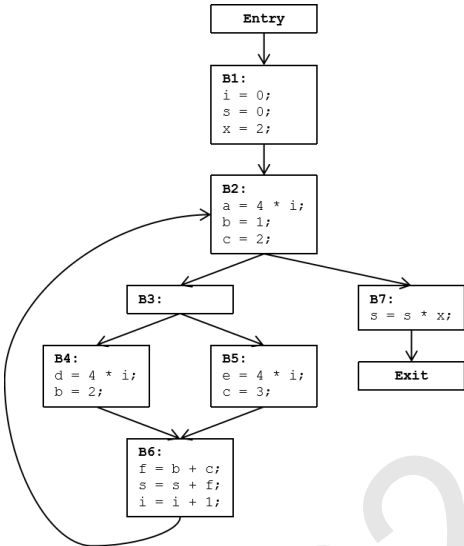 Entry
B1:
i = 0;
s = 0;
x = 2;
B2:
a = 4 * i;
b = 1;
c = 2;
B3:
B7:
s = s * x;
B4:
d = 4 * i;
b = 2;
B5:
e = 4 * i;
c = 3;
Exit
B6:
f = b + c;
s = s + f;
i = i + 1;